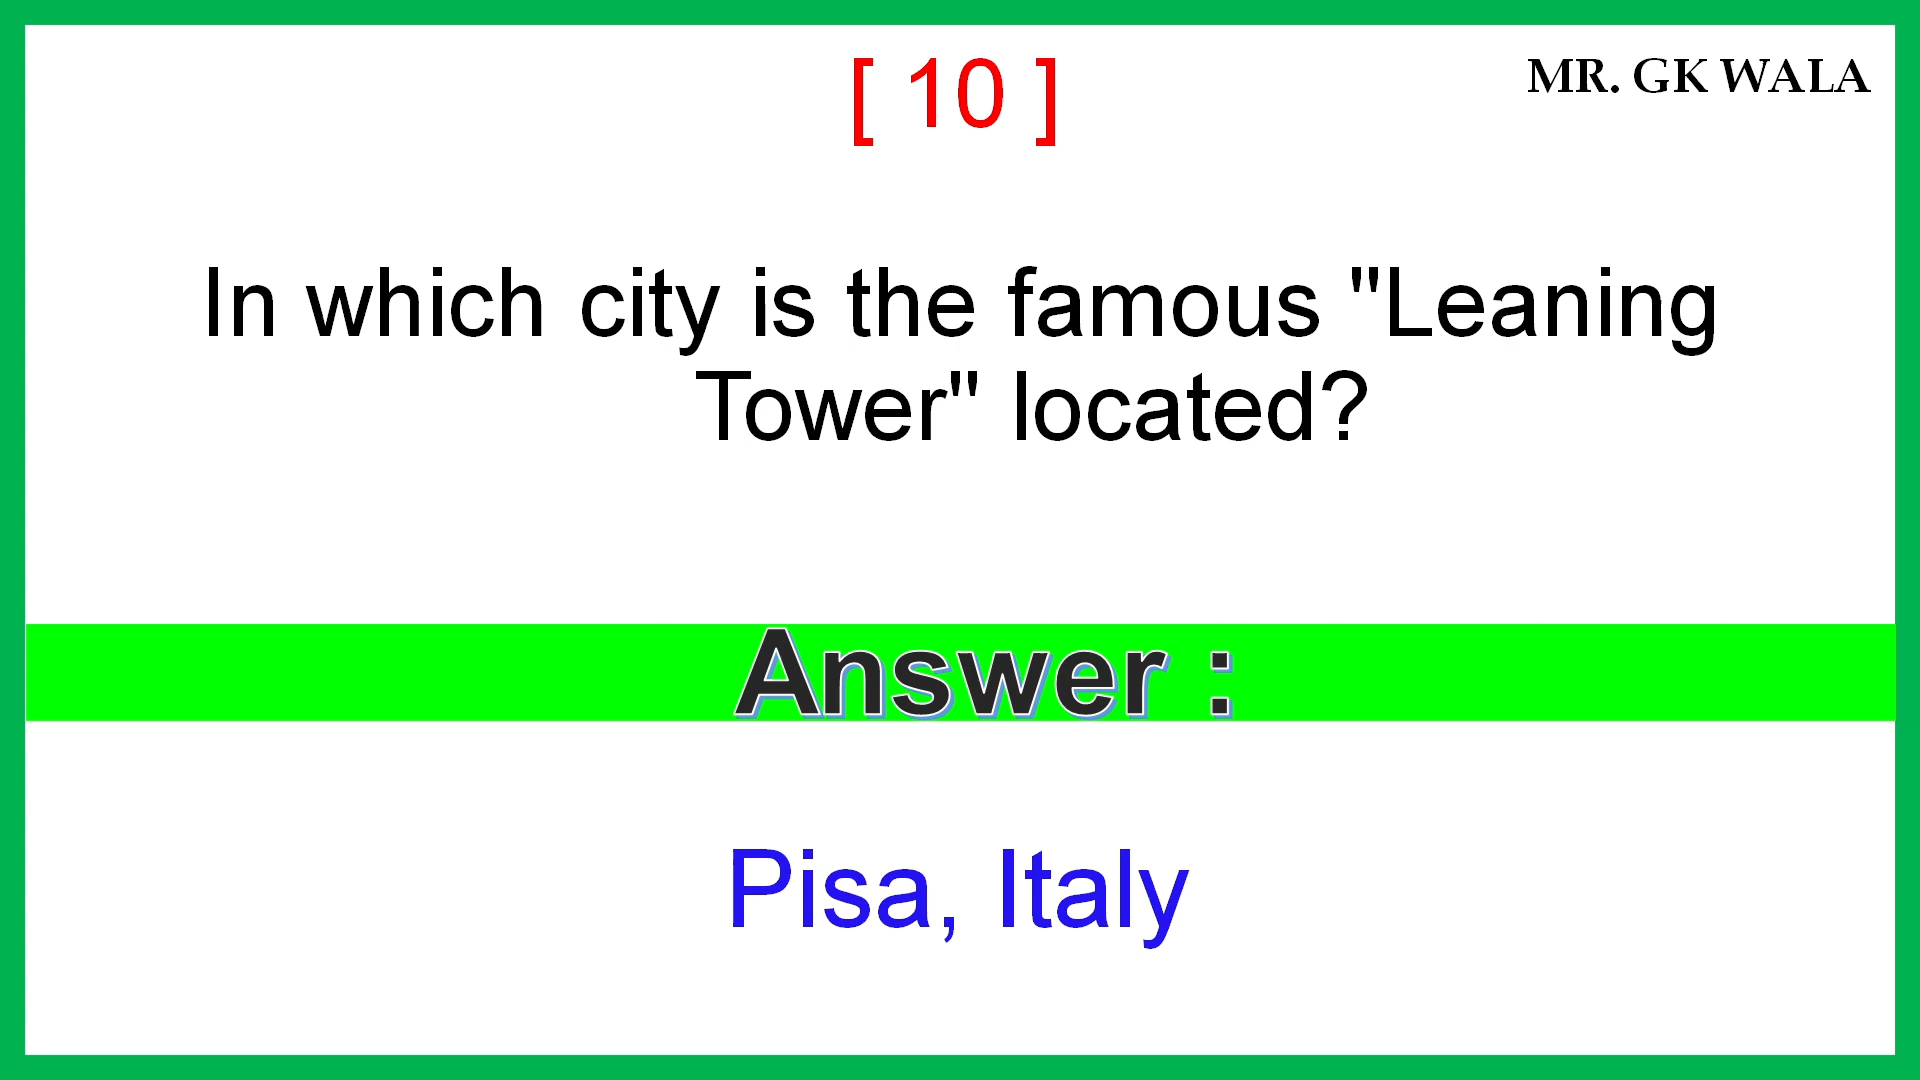 [ 10 ]
MR. GK WALA
In which city is the famous "Leaning
Tower" located?
Answer :
Pisa, Italy